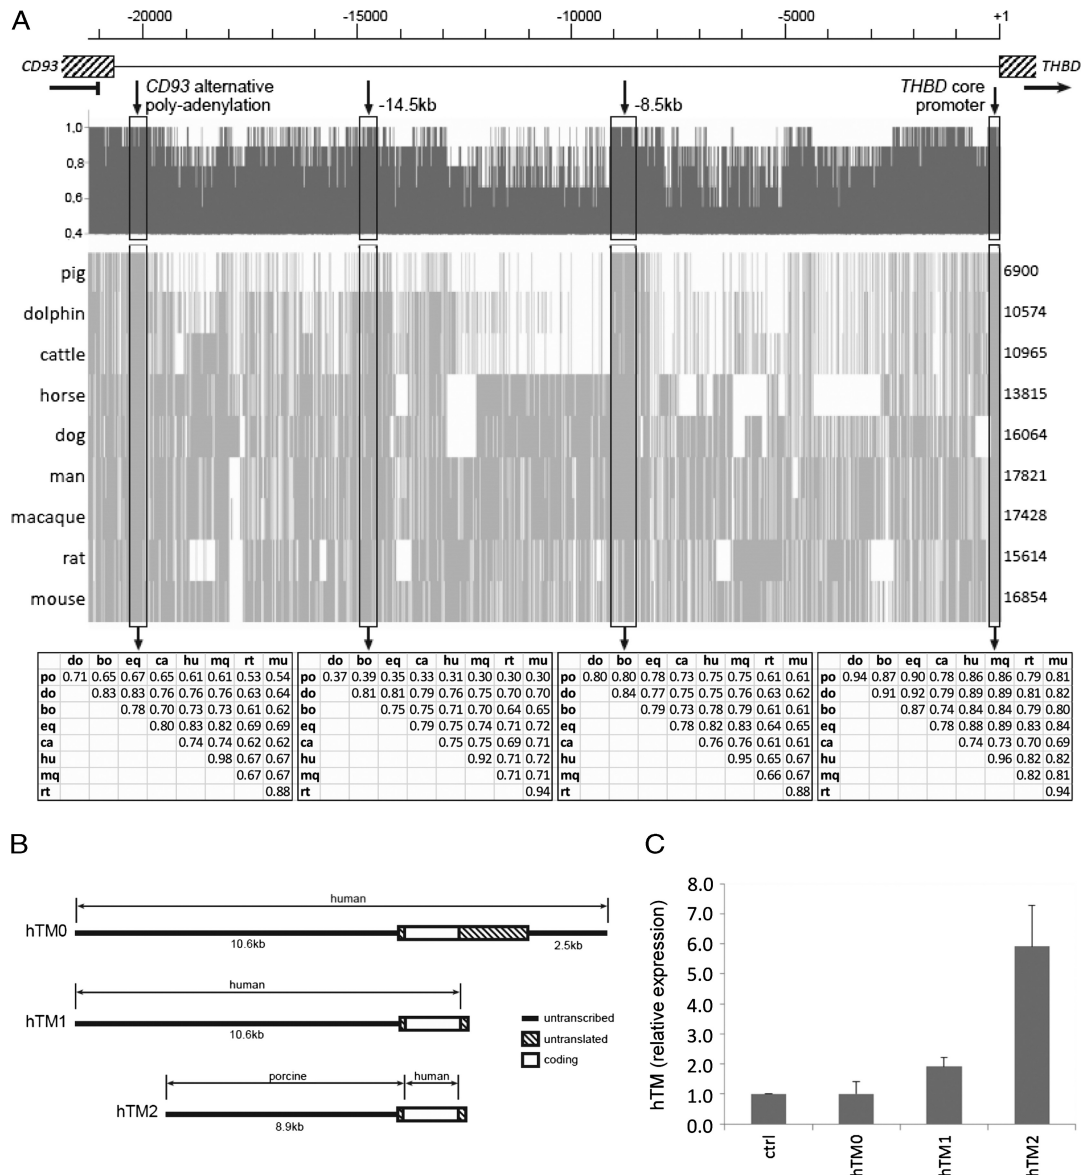 A
-20000 -15000 -10000 -5000 +1
CD93 THBD
CD93 alternative poly-adenylation
-14.5kb
-8.5kb
THBD core promoter
1.0
0,8
0.6
0.4
pig 6900
dolphin 10574
cattle 10965
horse 13815
dog 16064
man 17821
macaque 17428
rat 15614
mouse 16854
do bo eq ca hu mq rt mu
po 0.71 0.65 0.67 0.65 0.61 0.61 0.53 0.54
do 0.83 0.83 0.76 0.76 0.76 0.63 0.64
bo 0.78 0.70 0.73 0.73 0.61 0.62
eq 0.80 0.83 0.82 0.69 0.69
ca 0.74 0.74 0.62 0.62
hu 0.98 0.67 0.67
mq 0.67 0.67
rt 0.88
do bo eq ca hu mq rt mu
po 0.37 0.39 0.35 0.33 0.31 0.30 0.30 0.30
do 0.81 0.81 0.79 0.76 0.75 0.70 0.70
bo 0.75 0.75 0.71 0.70 0.64 0.65
eq 0.79 0.75 0.74 0.71 0.72
ca 0.75 0.75 0.69 0.71
hu 0.92 0.71 0.72
mq 0.71 0.71
rt 0.94
do bo eq ca hu mq rt mu
po 0.80 0.80 0.78 0.73 0.75 0.75 0.61 0.61
do 0.84 0.77 0.75 0.75 0.76 0.63 0.62
bo 0.79 0.73 0.78 0.79 0.61 0.61
eq 0.78 0.82 0.83 0.64 0.65
ca 0.76 0.76 0.61 0.61
hu 0.95 0.65 0.67
mq 0.66 0.67
rt 0.88
do bo eq ca hu mq rt mu
po 0.94 0.87 0.90 0.78 0.86 0.86 0.79 0.81
do 0.91 0.92 0.79 0.89 0.89 0.81 0.82
bo 0.87 0.74 0.84 0.84 0.79 0.80
eq 0.78 0.88 0.89 0.83 0.84
ca 0.74 0.73 0.70 0.69
hu 0.96 0.82 0.82
mq 0.82 0.81
rt 0.94
B
human
hTM0
10.6kb 2.5kb
human
hTM1
10.6kb
porcine human
hTM2
8.9kb
untranscribed
untranslated
coding
C
hTM (relative expression)
8.0
7.0
6.0
5.0
4.0
3.0
2.0
1.0
0.0
ctrl hTM0 hTM1 hTM2